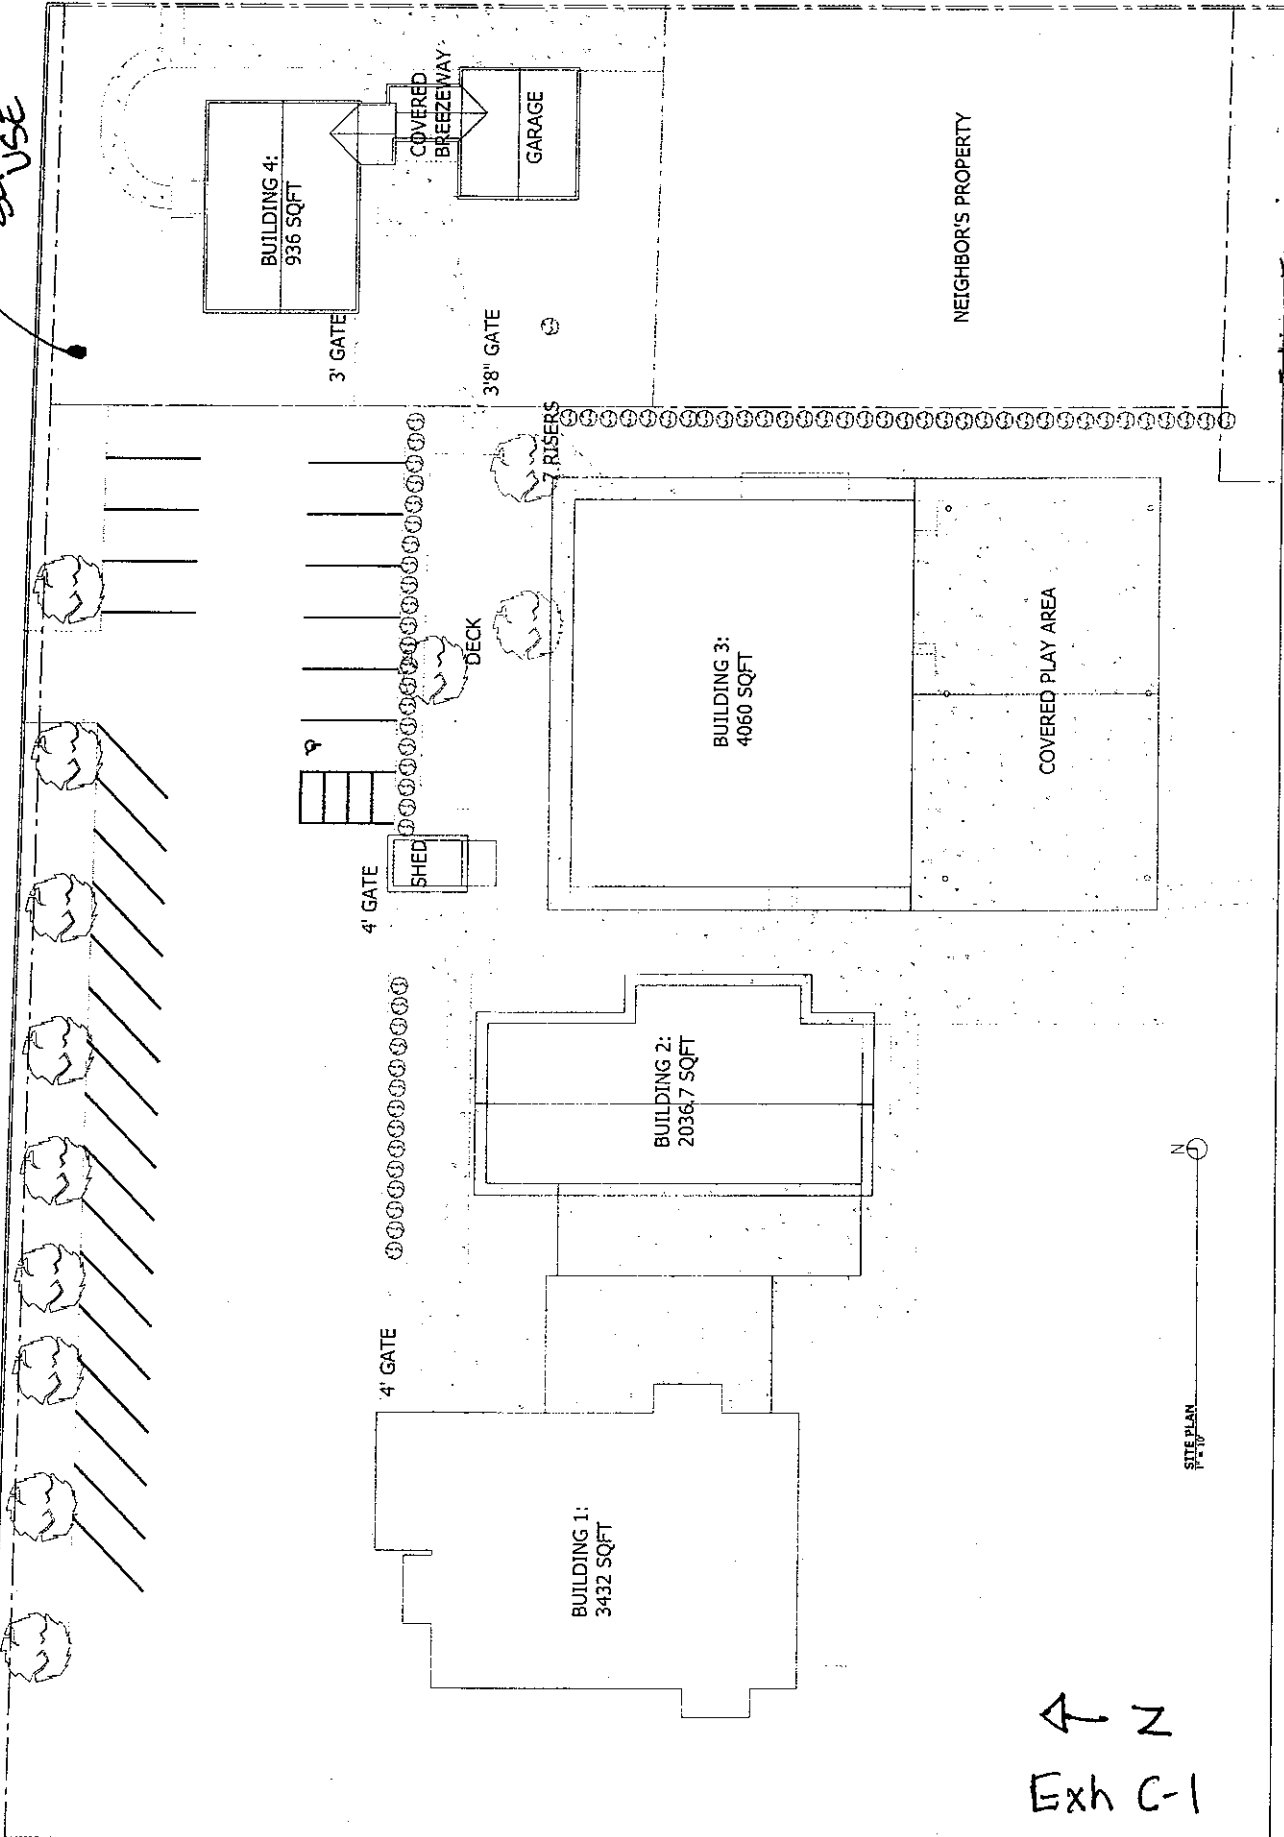 USE
BUILDING 4:
936 SQFT
COVERED
BREEZEWAY
GARAGE
3' GATE
3'8" GATE
NEIGHBOR'S PROPERTY
7 RISERS
DECK
BUILDING 3:
4060 SQFT
COVERED PLAY AREA
SHED
4' GATE
BUILDING 2:
2036.7 SQFT
4' GATE
BUILDING 1:
3432 SQFT
N
SITE PLAN
1" = 10'
N
Exh C-1